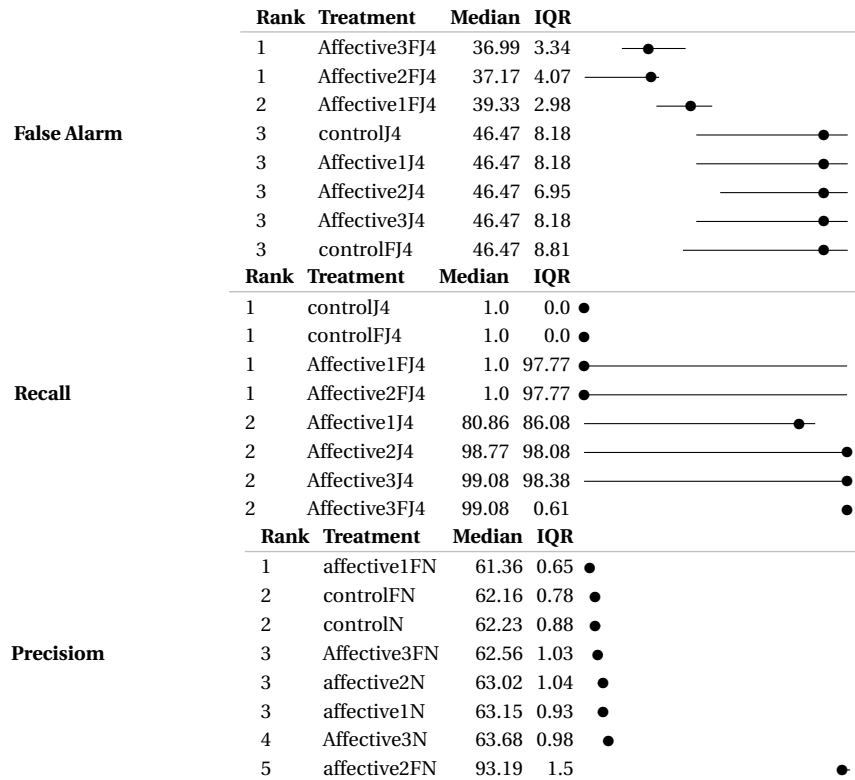 Rank Treatment Median IQR
1 Affective3FJ4 36.99 3.34
1 Affective2FJ4 37.17 4.07
2 Affective1FJ4 39.33 2.98
False Alarm 3 controlJ4 46.47 8.18
3 Affective1J4 46.47 8.18
3 Affective2J4 46.47 6.95
3 Affective3J4 46.47 8.18
3 controlFJ4 46.47 8.81
Rank Treatment Median IQR
1 controlJ4 1.0 0.0
1 controlFJ4 1.0 0.0
1 Affective1FJ4 1.0 97.77
Recall 1 Affective2FJ4 1.0 97.77
2 Affective1J4 80.86 86.08
2 Affective2J4 98.77 98.08
2 Affective3J4 99.08 98.38
2 Affective3FJ4 99.08 0.61
Rank Treatment Median IQR
1 affective1FN 61.36 0.65
2 controlFN 62.16 0.78
2 controlN 62.23 0.88
Precisiom 3 Affective3FN 62.56 1.03
3 affective2N 63.02 1.04
3 affective1N 63.15 0.93
4 Affective3N 63.68 0.98
5 affective2FN 93.19 1.5